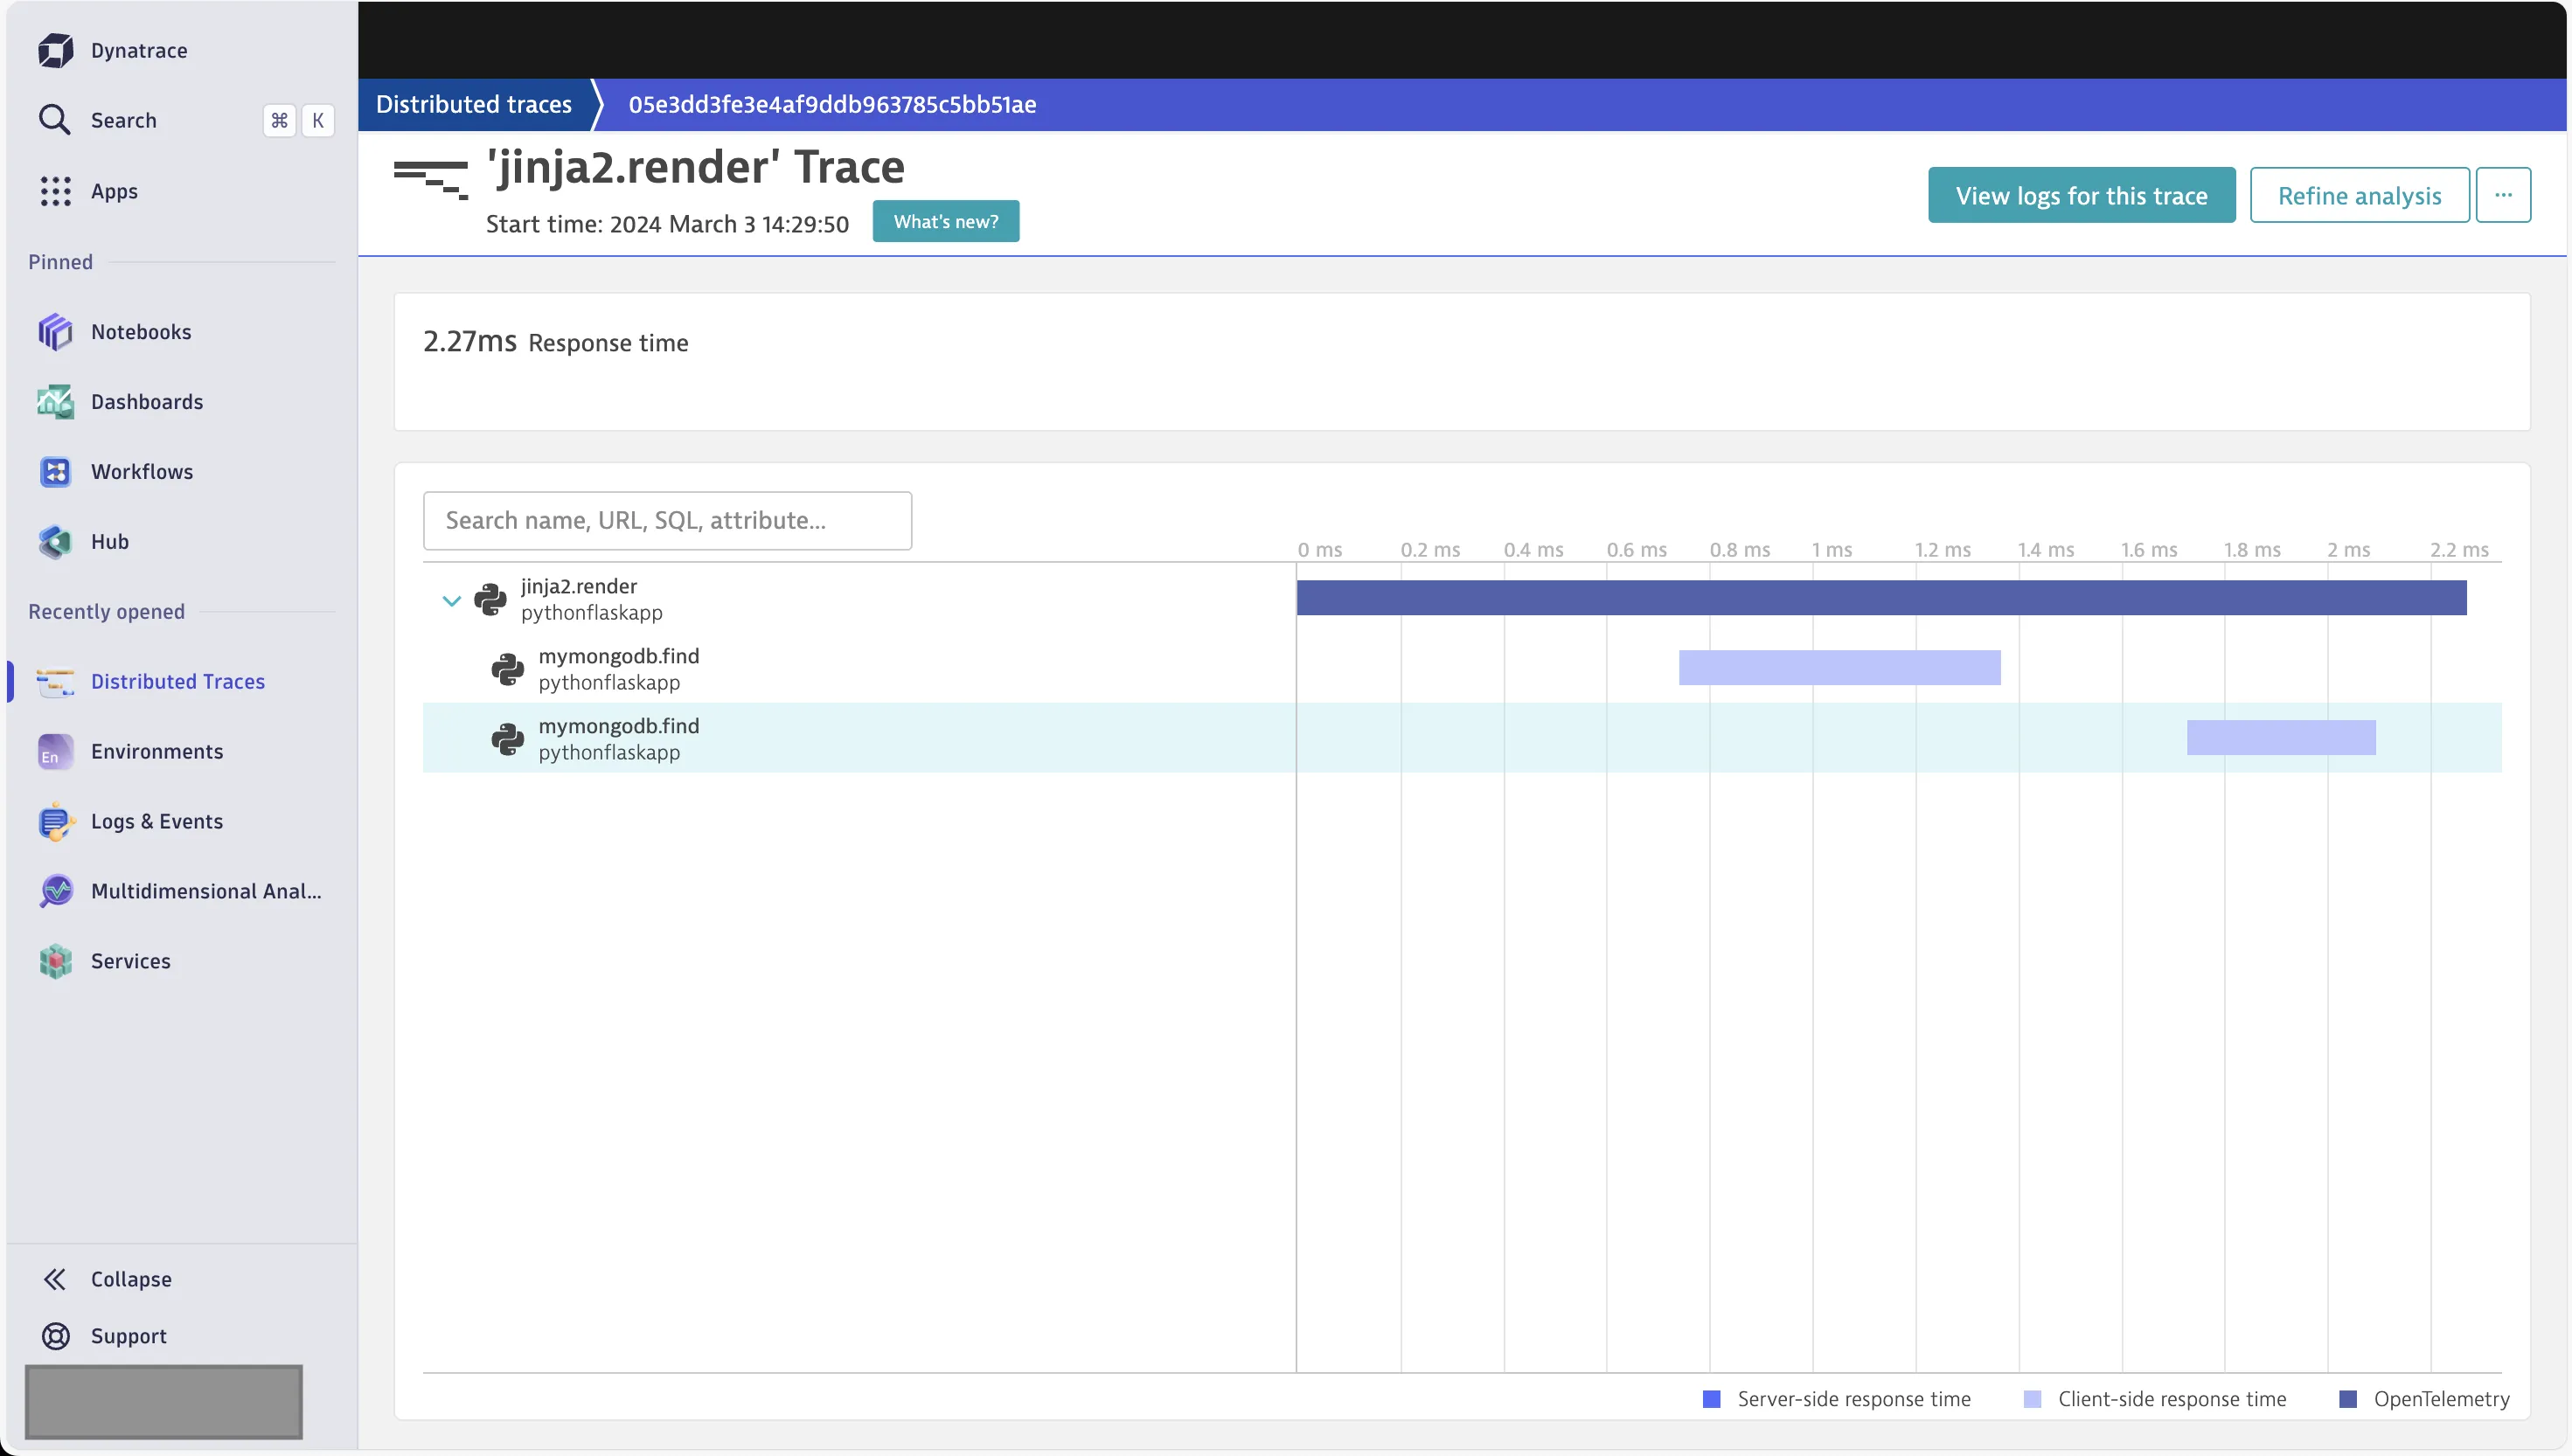 Dynatrace
Search ⌘ K
Apps
Pinned
Notebooks
Dashboards
Workflows
Hub
Recently opened
Distributed Traces
En
Environments
Logs & Events
Multidimensional Anal...
Services
Collapse
Support
Distributed traces
05e3dd3fe3e4af9ddb963785c5bb51ae
'jinja2.render' Trace
Start time: 2024 March 3 14:29:50
What's new?
View logs for this trace
Refine analysis
...
2.27ms Response time
Search name, URL, SQL, attribute...
0 ms 0.2 ms 0.4 ms 0.6 ms 0.8 ms 1 ms 1.2 ms 1.4 ms 1.6 ms 1.8 ms 2 ms 2.2 ms
jinja2.render
pythonflaskapp
mymongodb.find
pythonflaskapp
mymongodb.find
pythonflaskapp
Server-side response time
Client-side response time
OpenTelemetry